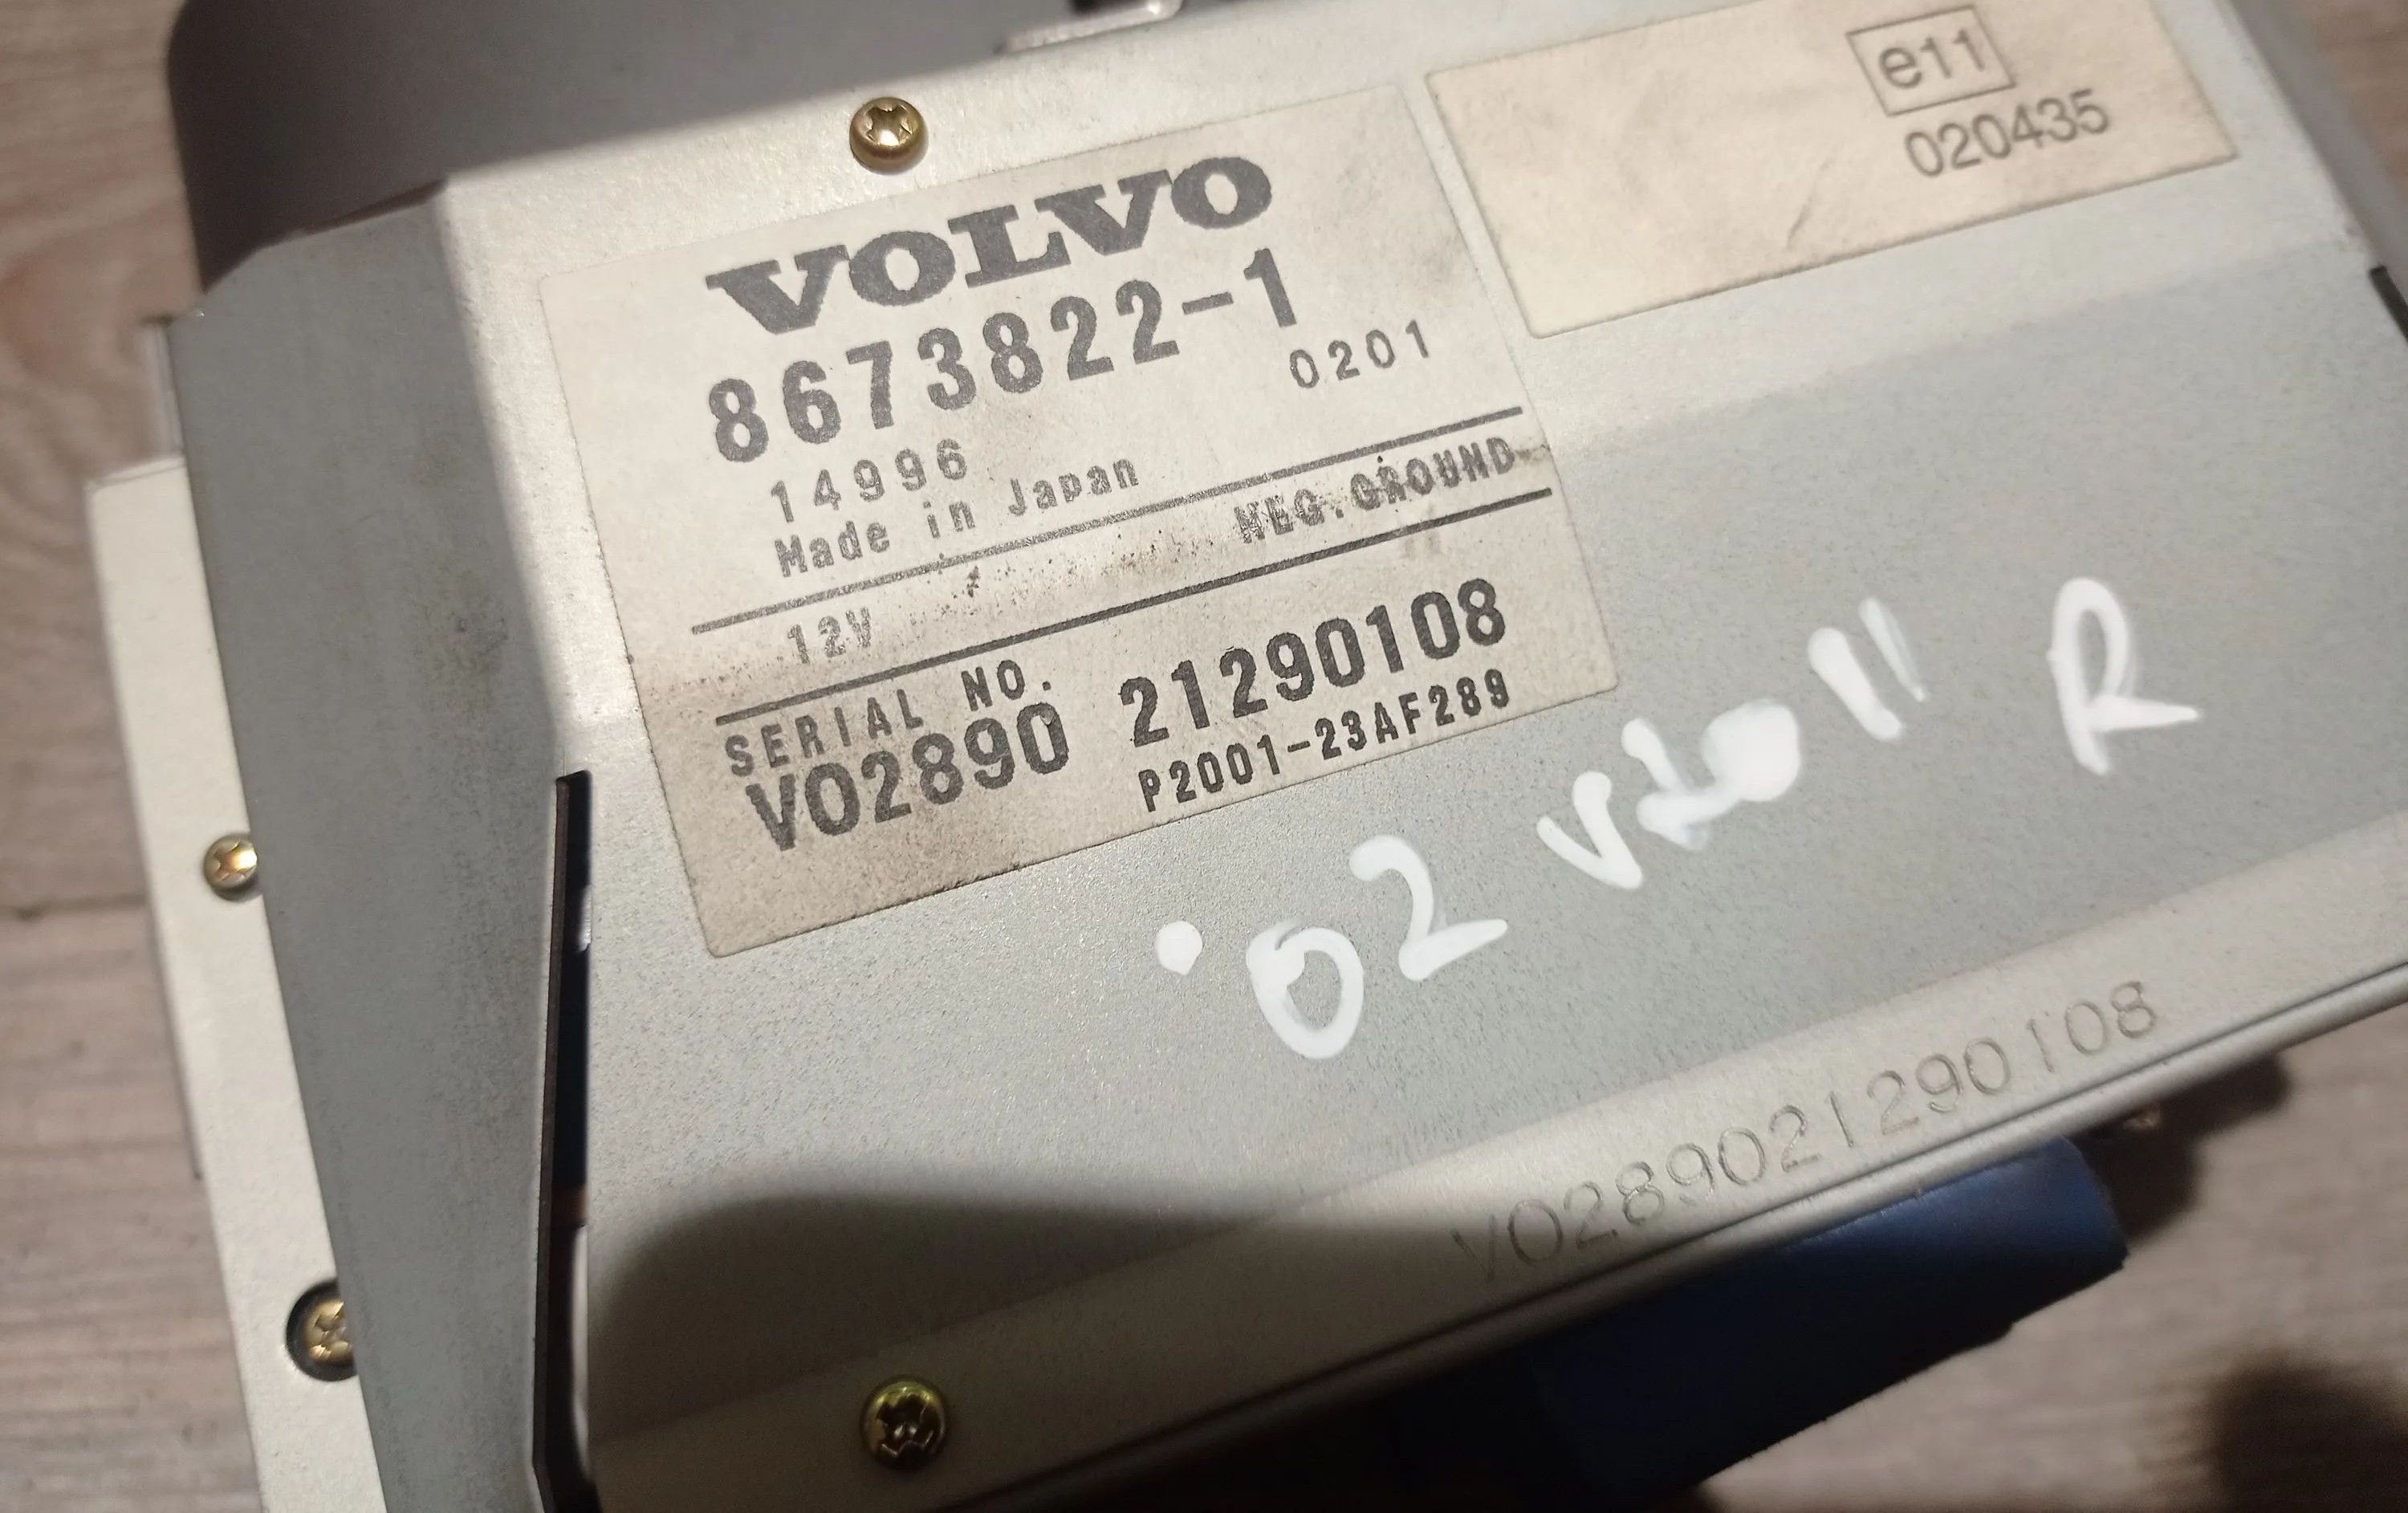 VOLVO
8673822-1
0201
14996
Made in Japan
12V NEG.GROUND
SERIAL NO.
VO2890 21290108
P2001-23AF289
e11
020435
'02 V70II R
VO289021290108